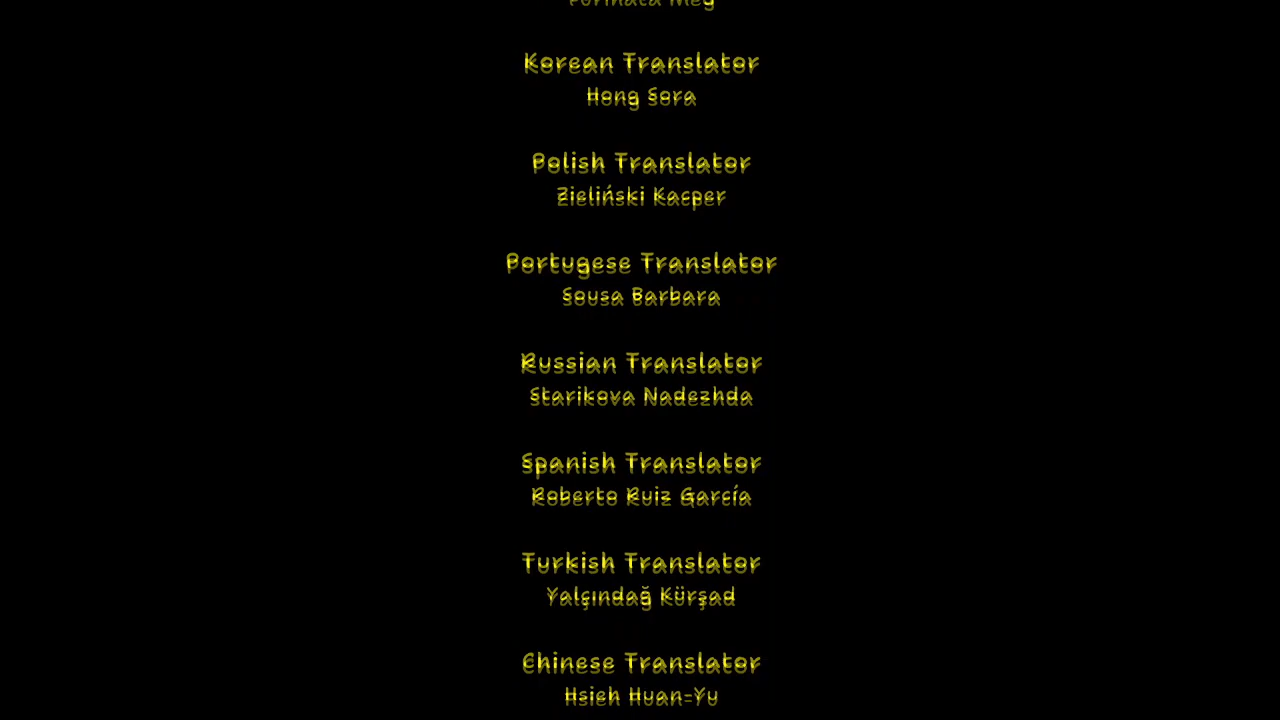 Korean Translator
Hong Sora
Polish Translator
Zieliński Kacper
Portugese Translator
Sousa Barbara
Russian Translator
Starikova Nadezhda
Spanish Translator
Roberto Ruiz García
Turkish Translator
Yalçındağ Kürşad
Chinese Translator
Hsieh Huan-Yu